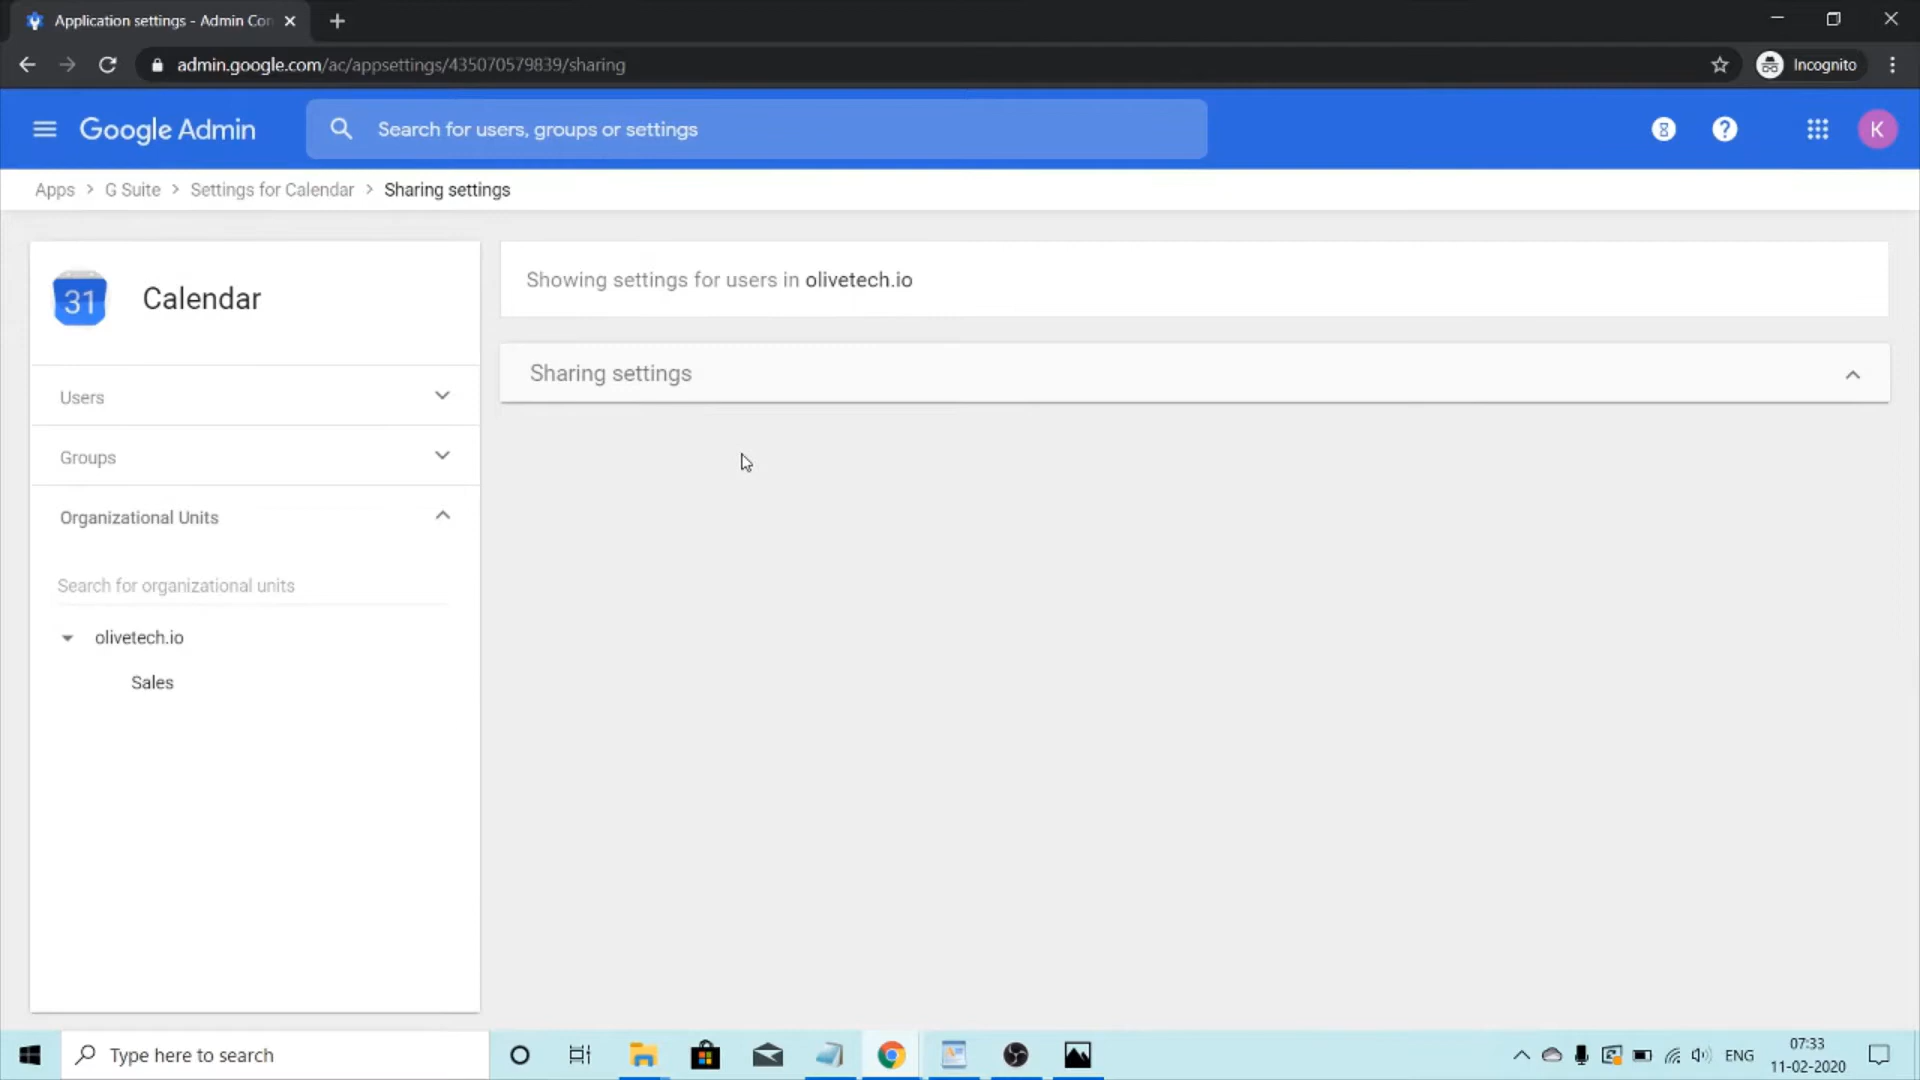 Application settings - Admin Con
admin.google.com/ac/appsettings/435070579839/sharing
Incognito
Google Admin
Search for users, groups or settings
K
Apps > G Suite > Settings for Calendar > Sharing settings
31
Calendar
Showing settings for users in olivetech.io
Sharing settings
Users
Groups
Organizational Units
Search for organizational units
olivetech.io
Sales
Type here to search
ENG
07:33
11-02-2020